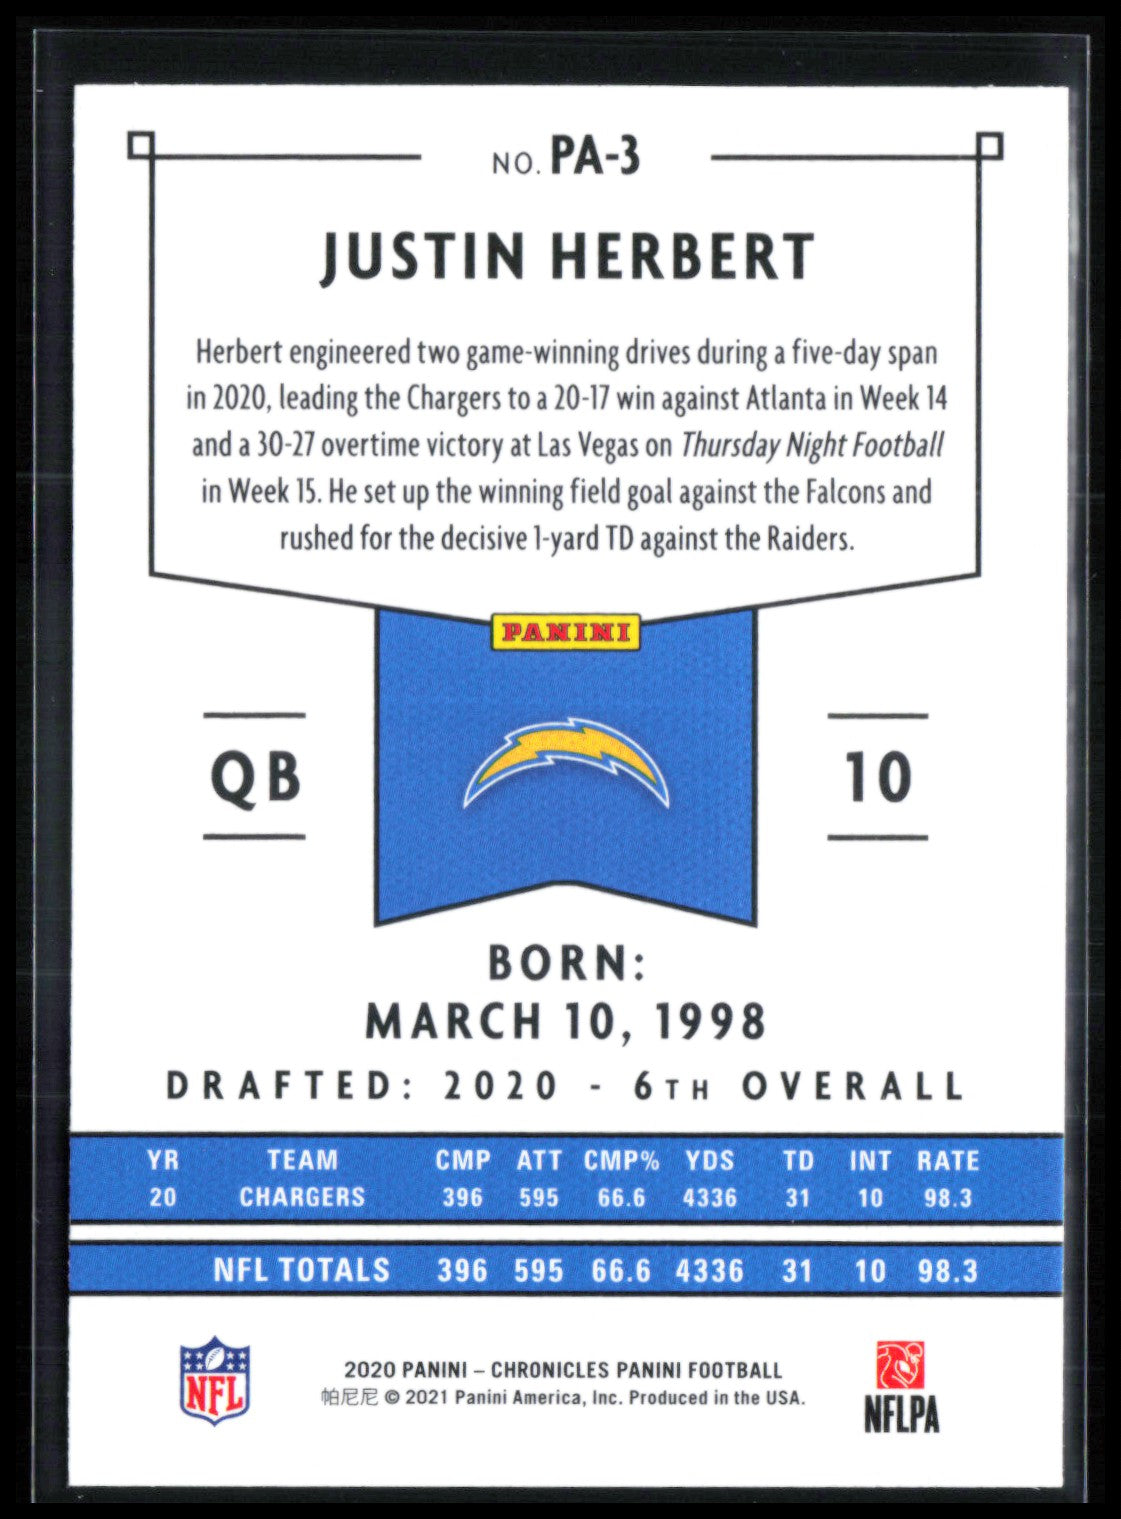 NO. PA-3
JUSTIN HERBERT
Herbert engineered two game-winning drives during a five-day span
in 2020, leading the Chargers to a 20-17 win against Atlanta in Week 14
and a 30-27 overtime victory at Las Vegas on Thursday Night Football
in Week 15. He set up the winning field goal against the Falcons and
rushed for the decisive 1-yard TD against the Raiders.
PANINI
QB
10
BORN:
MARCH 10, 1998
DRAFTED: 2020 - 6TH OVERALL
YR TEAM CMP ATT CMP% YDS TD INT RATE
20 CHARGERS 396 595 66.6 4336 31 10 98.3
NFL TOTALS 396 595 66.6 4336 31 10 98.3
NFL
2020 PANINI – CHRONICLES PANINI FOOTBALL
帕尼尼 © 2021 Panini America, Inc. Produced in the USA.
NFLPA